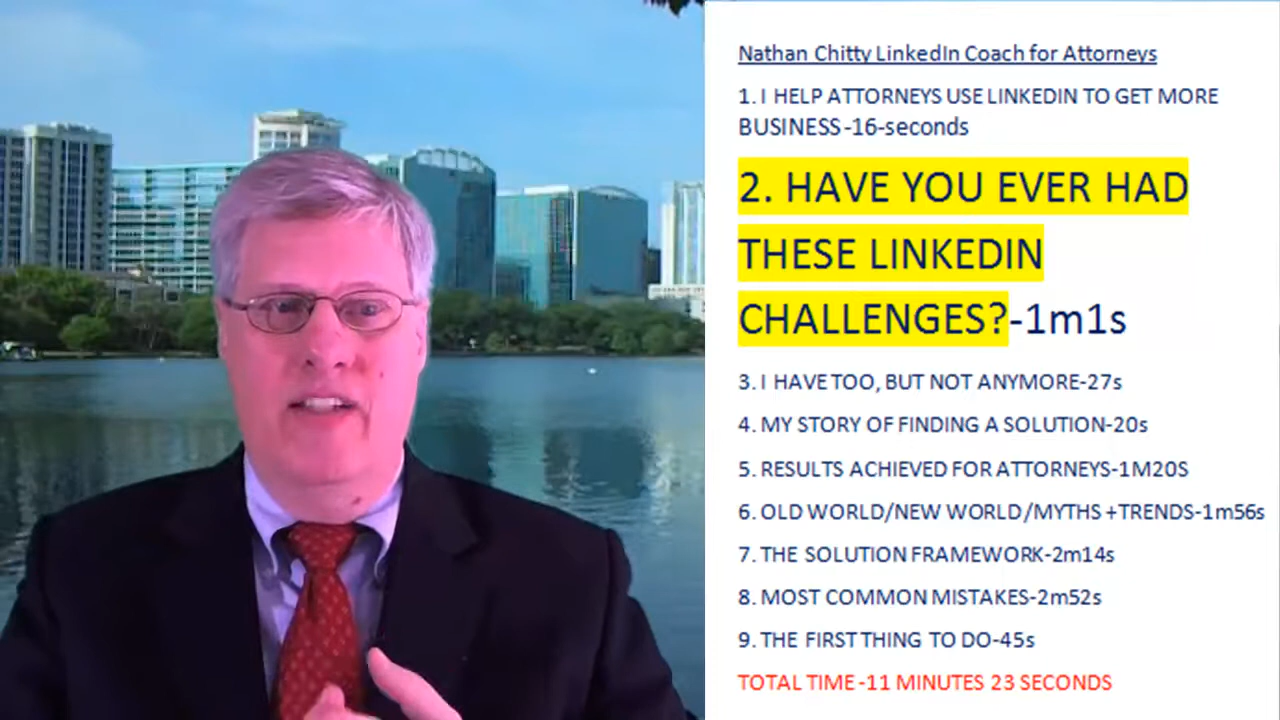 Nathan Chitty LinkedIn Coach for Attorneys
1. I HELP ATTORNEYS USE LINKEDIN TO GET MORE
BUSINESS-16-seconds
2. HAVE YOU EVER HAD
THESE LINKEDIN
CHALLENGES?-1m1s
3. I HAVE TOO, BUT NOT ANYMORE-27s
4. MY STORY OF FINDING A SOLUTION-20s
5. RESULTS ACHIEVED FOR ATTORNEYS-1M20S
6. OLD WORLD/NEW WORLD/MYTHS +TRENDS-1m56s
7. THE SOLUTION FRAMEWORK-2m14s
8. MOST COMMON MISTAKES-2m52s
9. THE FIRST THING TO DO-45s
TOTAL TIME-11 MINUTES 23 SECONDS